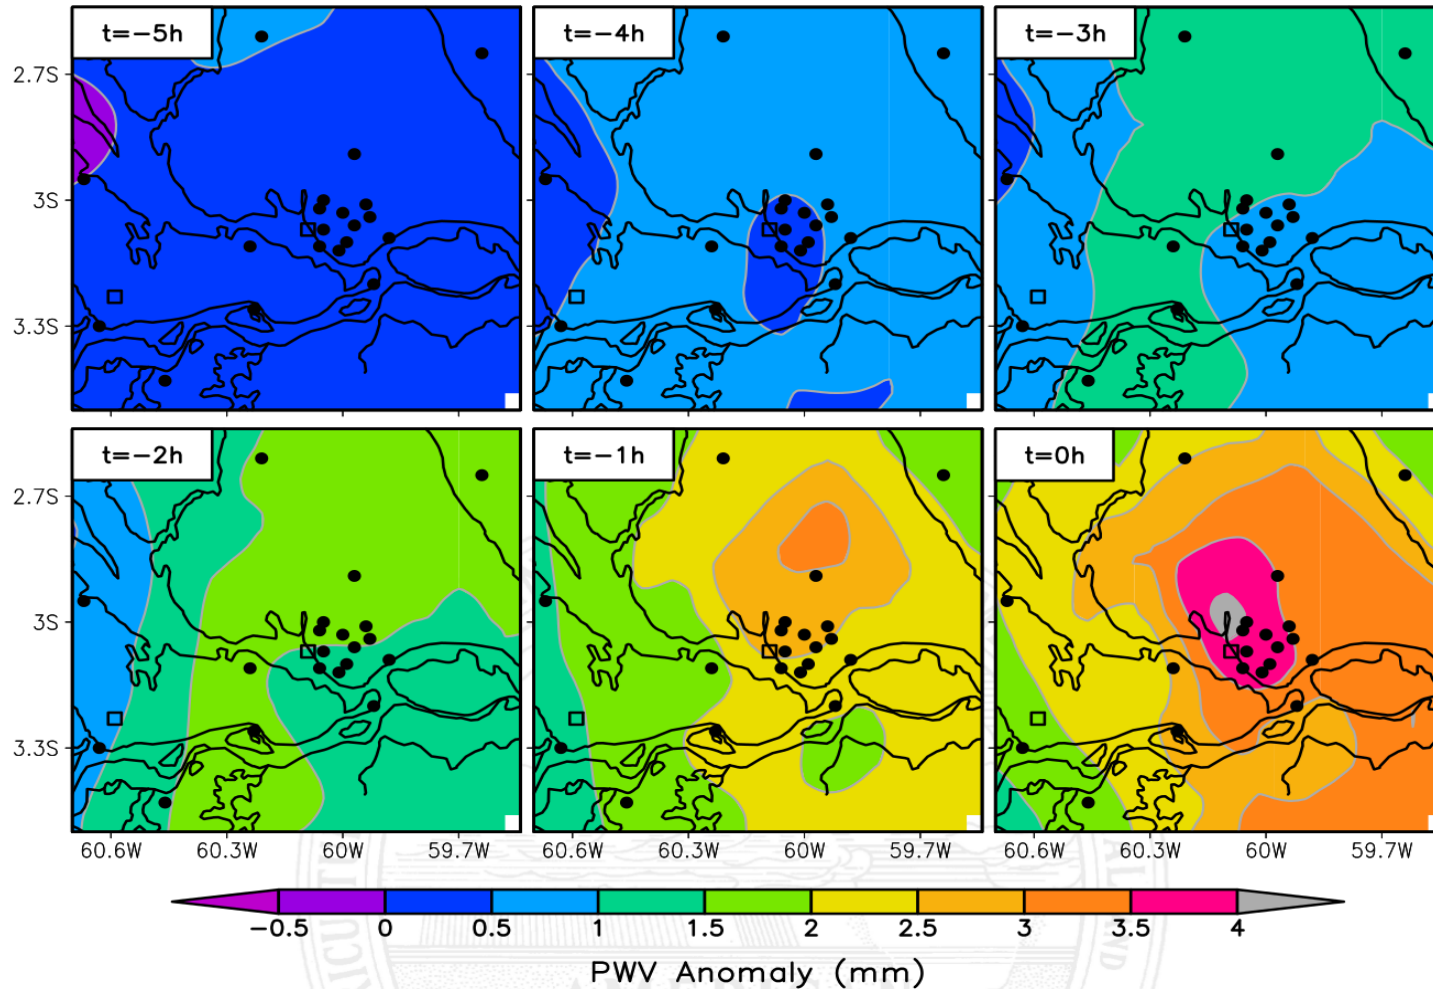 t=−5h t=−4h t=−3h
2.7S
3S
3.3S
t=−2h t=−1h t=0h
2.7S
3S
3.3S
60.6W 60.3W 60W 59.7W 60.6W 60.3W 60W 59.7W 60.6W 60.3W 60W 59.7W
−0.5 0 0.5 1 1.5 2 2.5 3 3.5 4
PWV Anomaly (mm)